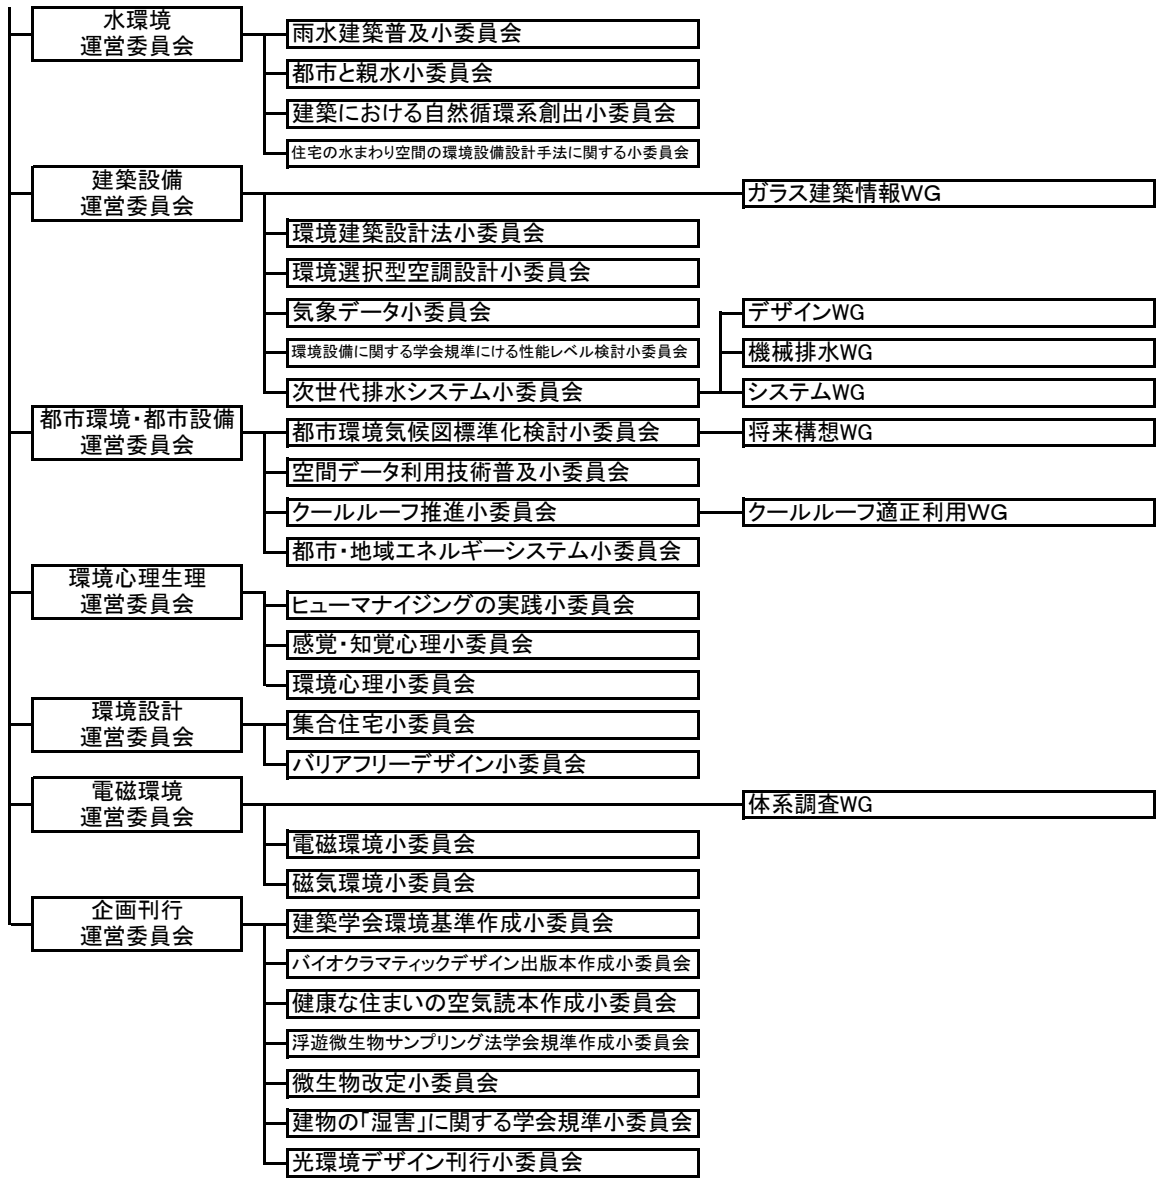 水環境
運営委員会
雨水建築普及小委員会
都市と親水小委員会
建築における自然循環系創出小委員会
住宅の水まわり空間の環境設備設計手法に関する小委員会
建築設備
運営委員会
ガラス建築情報WG
環境建築設計法小委員会
環境選択型空調設計小委員会
気象データ小委員会
デザインWG
環境設備に関する学会規準にける性能レベル検討小委員会
機械排水WG
次世代排水システム小委員会
システムWG
都市環境・都市設備
運営委員会
都市環境気候図標準化検討小委員会
将来構想WG
空間データ利用技術普及小委員会
クールルーフ推進小委員会
クールルーフ適正利用WG
都市・地域エネルギーシステム小委員会
環境心理生理
運営委員会
ヒューマナイジングの実践小委員会
感覚・知覚心理小委員会
環境心理小委員会
環境設計
運営委員会
集合住宅小委員会
バリアフリーデザイン小委員会
電磁環境
運営委員会
体系調査WG
電磁環境小委員会
磁気環境小委員会
企画刊行
運営委員会
建築学会環境基準作成小委員会
バイオクラマティックデザイン出版本作成小委員会
健康な住まいの空気読本作成小委員会
浮遊微生物サンプリング法学会規準作成小委員会
微生物改定小委員会
建物の「湿害」に関する学会規準小委員会
光環境デザイン刊行小委員会